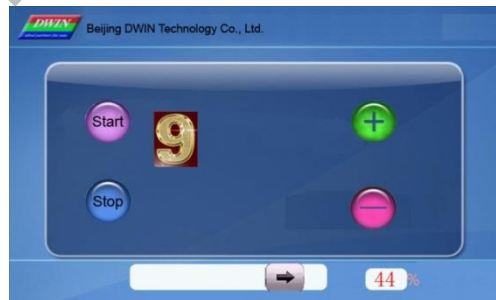 DWIN
Beijing DWIN Technology Co., Ltd.
Start
9
+
Stop
—
44 %